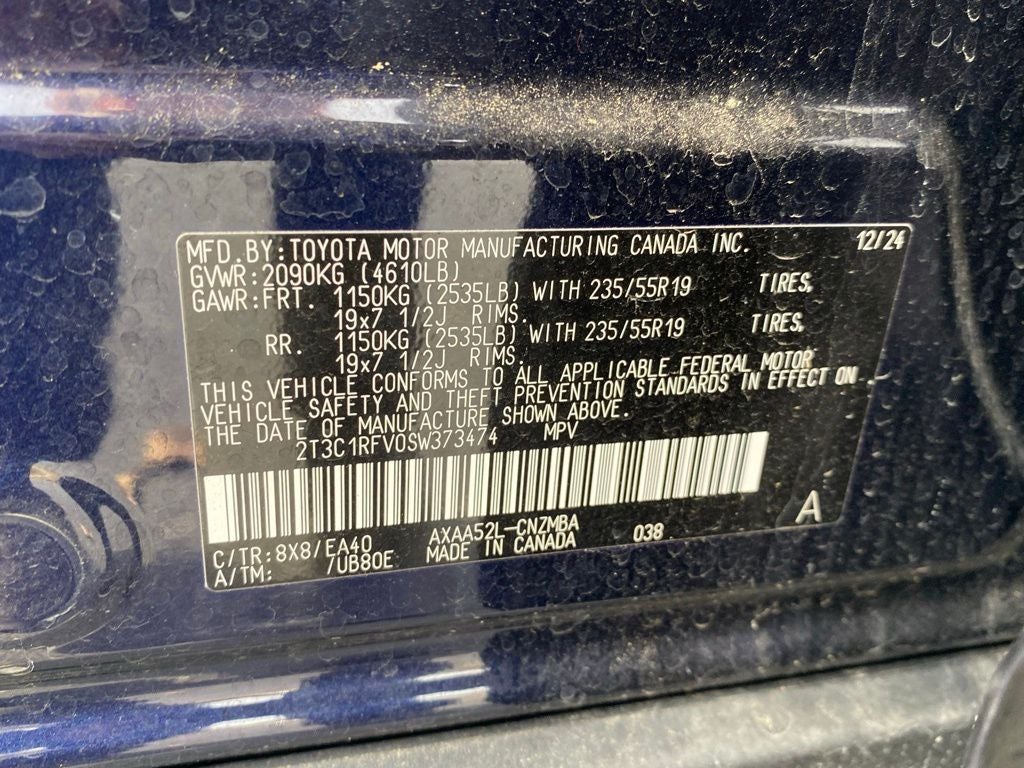 MFD.BY:TOYOTA MOTOR MANUFACTURING CANADA INC. 12/24
GVWR:2090KG (4610LB)
GAWR:FRT. 1150KG (2535LB) WITH 235/55R19 TIRES,
19x7 1/2J RIMS.
RR. 1150KG (2535LB) WITH 235/55R19 TIRES,
19x7 1/2J RIMS.
THIS VEHICLE CONFORMS TO ALL APPLICABLE FEDERAL MOTOR
VEHICLE SAFETY AND THEFT PREVENTION STANDARDS IN EFFECT ON
THE DATE OF MANUFACTURE SHOWN ABOVE.
2T3C1RFV0SW373474 MPV
C/TR:8X8/EA40 AXAA52L-CNZMBA 038 A
A/TM: /UB80E MADE IN CANADA